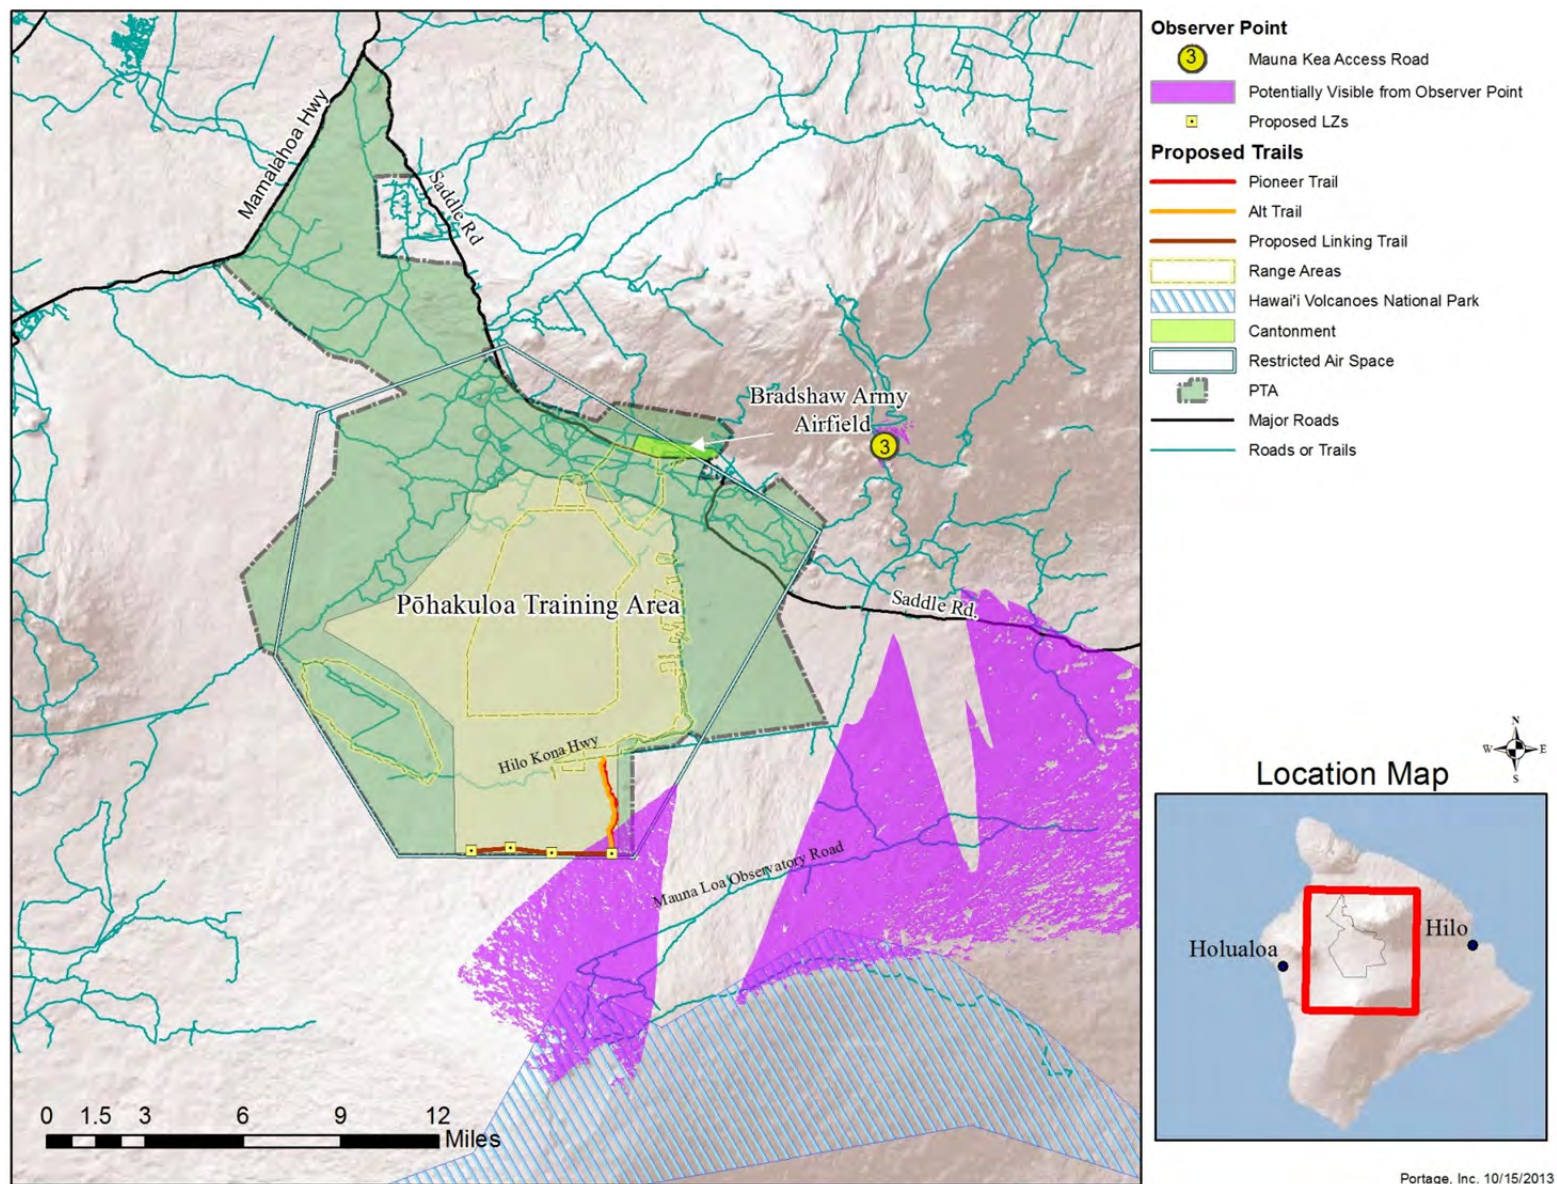 Mamalahoa Hwy
Saddle Rd
Bradshaw Army
Airfield
3
Pōhakuloa Training Area
Saddle Rd.
Hilo Kona Hwy
Mauna Loa Observatory Road
0 1.5 3 6 9 12
Miles
Observer Point
3 Mauna Kea Access Road
Potentially Visible from Observer Point
Proposed LZs
Proposed Trails
Pioneer Trail
Alt Trail
Proposed Linking Trail
Range Areas
Hawai'i Volcanoes National Park
Cantonment
Restricted Air Space
PTA
Major Roads
Roads or Trails
N
W E
S
Location Map
Hilo
Holualoa
Portage, Inc. 10/15/2013